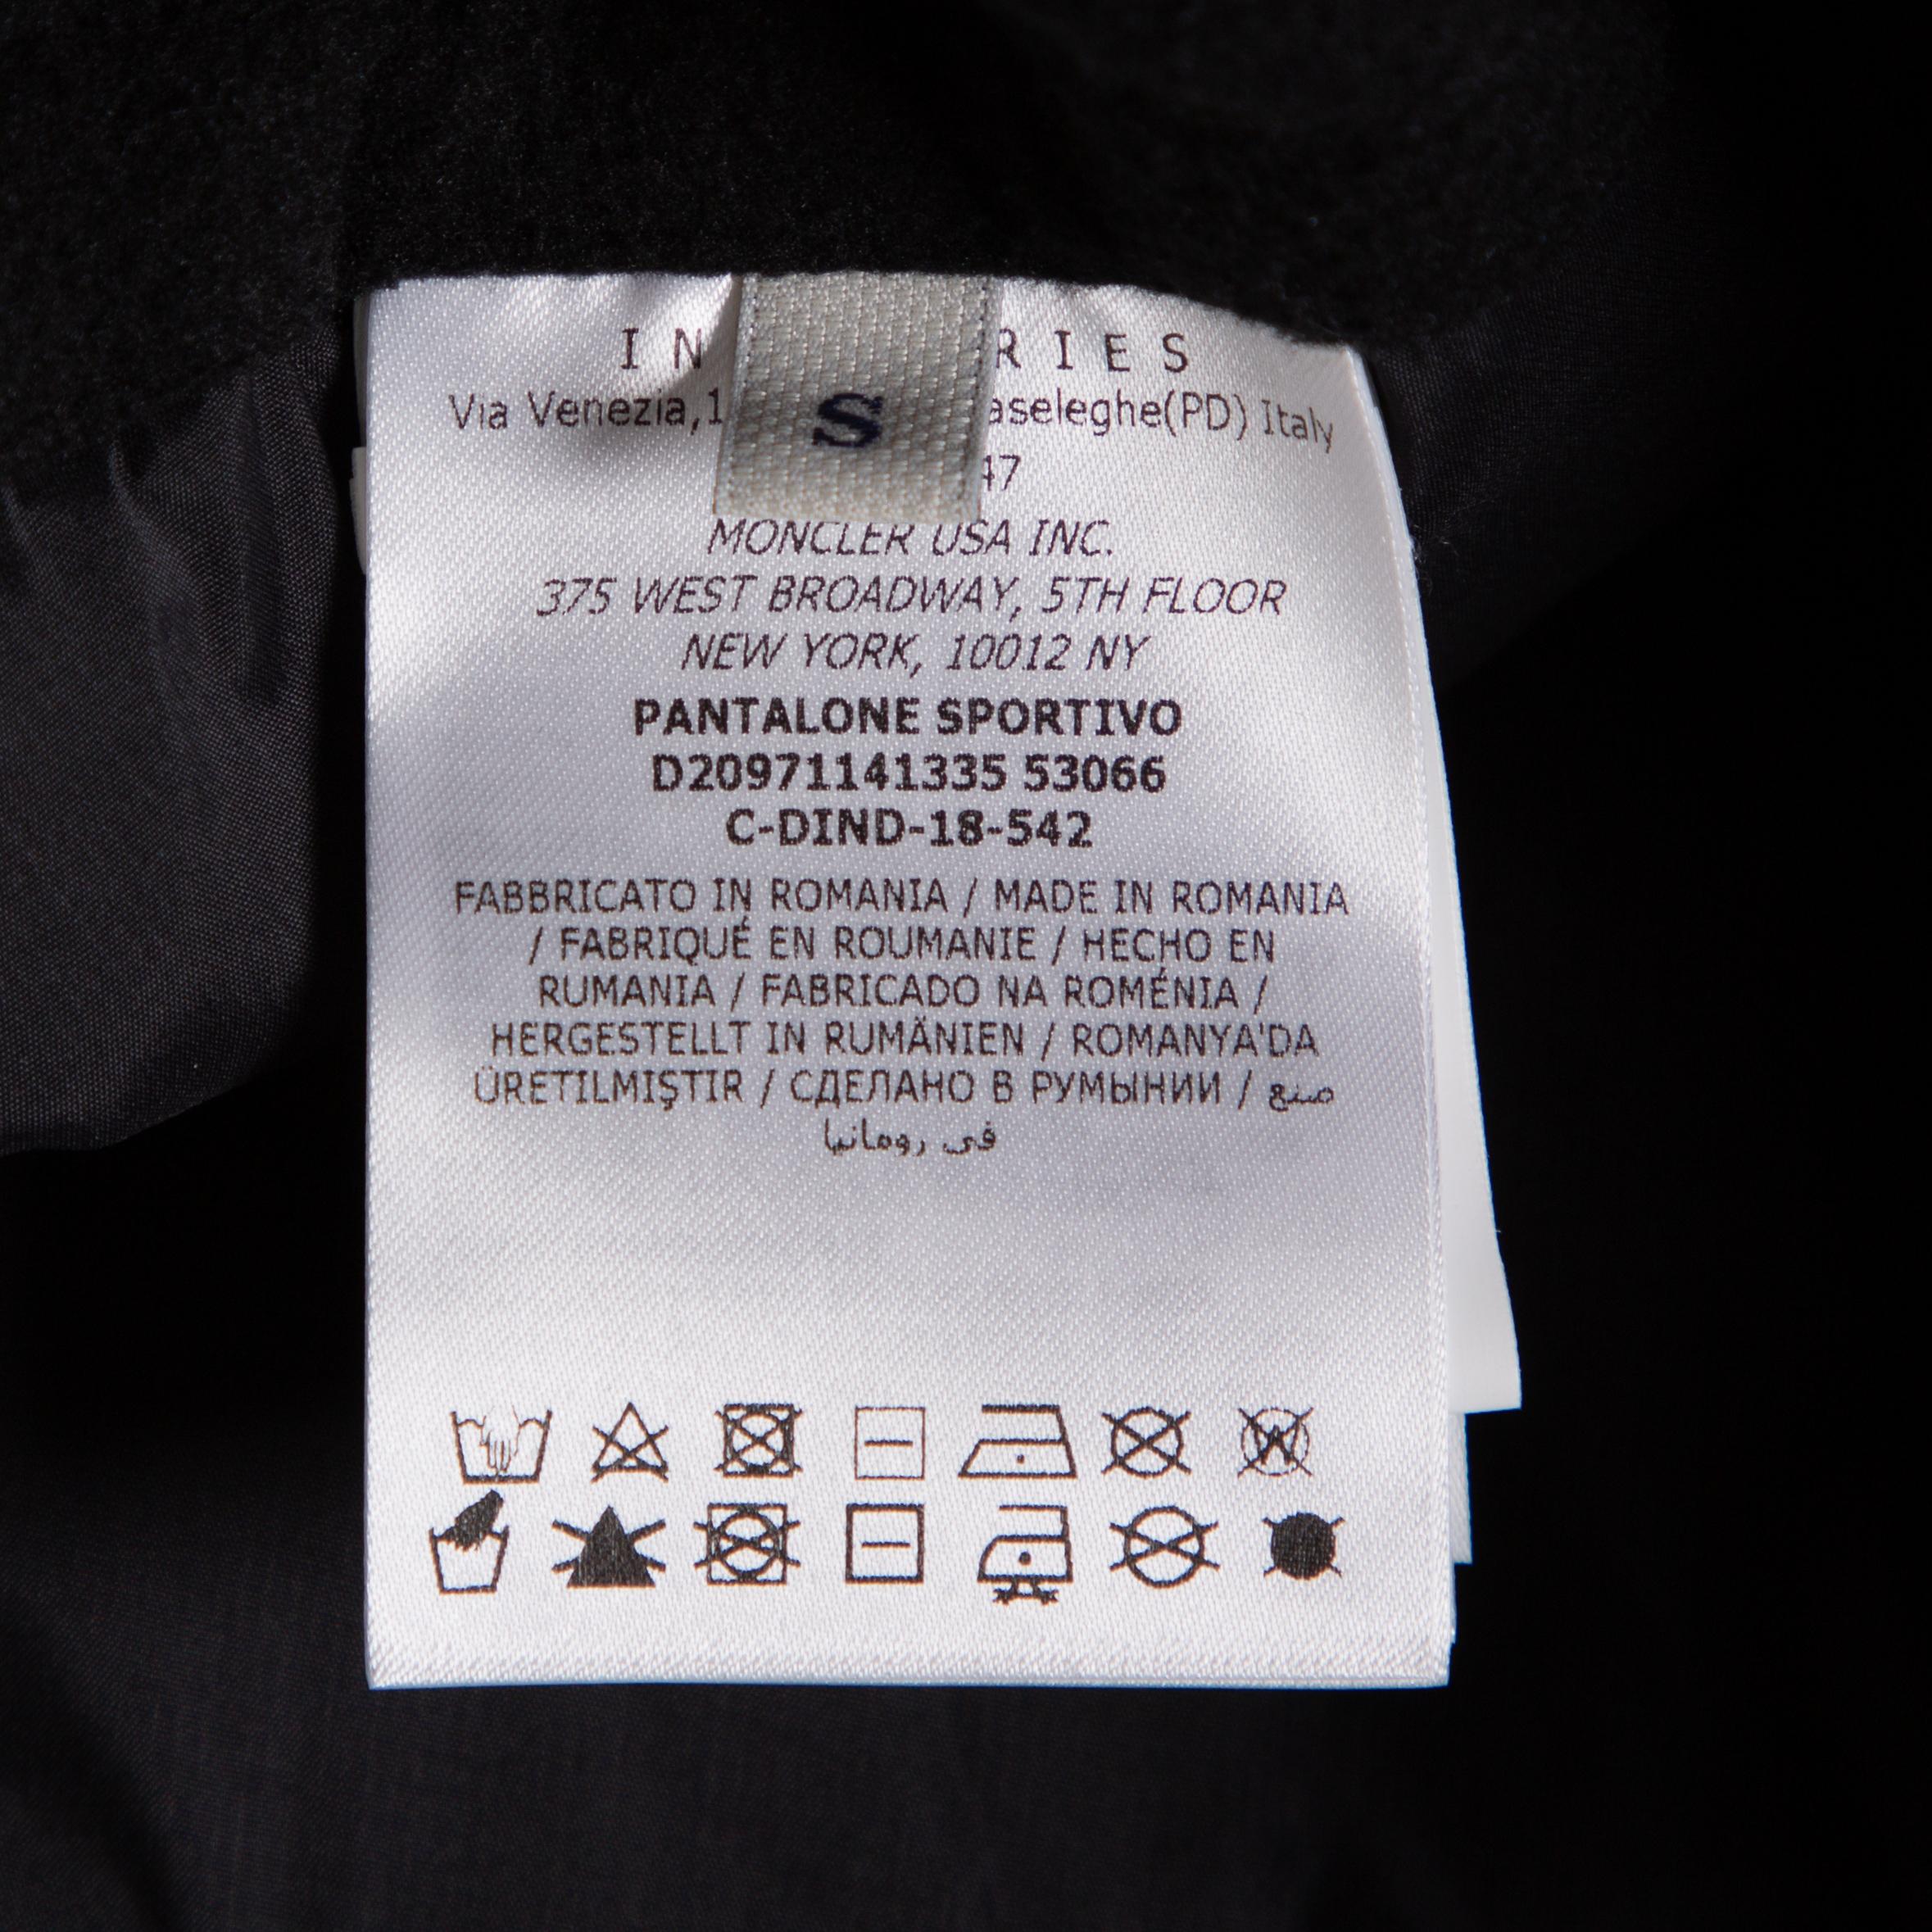 S
Via Venezia,1
(PD) Italy
47
MONCLER USA INC.
375 WEST BROADWAY, 5TH FLOOR
NEW YORK, 10012 NY
PANTALONE SPORTIVO
D20971141335 53066
C-DIND-18-542
FABBRICATO IN ROMANIA / MADE IN ROMANIA
/ FABRIQUÉ EN ROUMANIE / HECHO EN
RUMANIA / FABRICADO NA ROMÉNIA /
HERGESTELLT IN RUMÄNIEN / ROMANYA'DA
ÜRETILMIŞTIR / СДЕЛАНО В РУМЫНИИ / صنع
في رومانيا